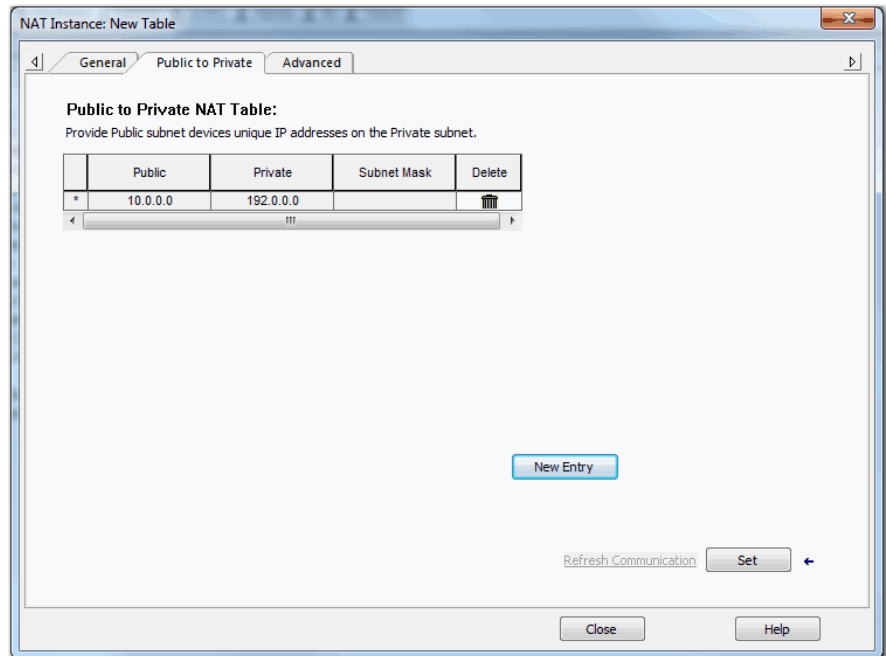 NAT Instance: New Table
General Public to Private Advanced
Public to Private NAT Table:
Provide Public subnet devices unique IP addresses on the Private subnet.
Public Private Subnet Mask Delete
* 10.0.0.0 192.0.0.0
New Entry
Refresh Communication Set
Close Help